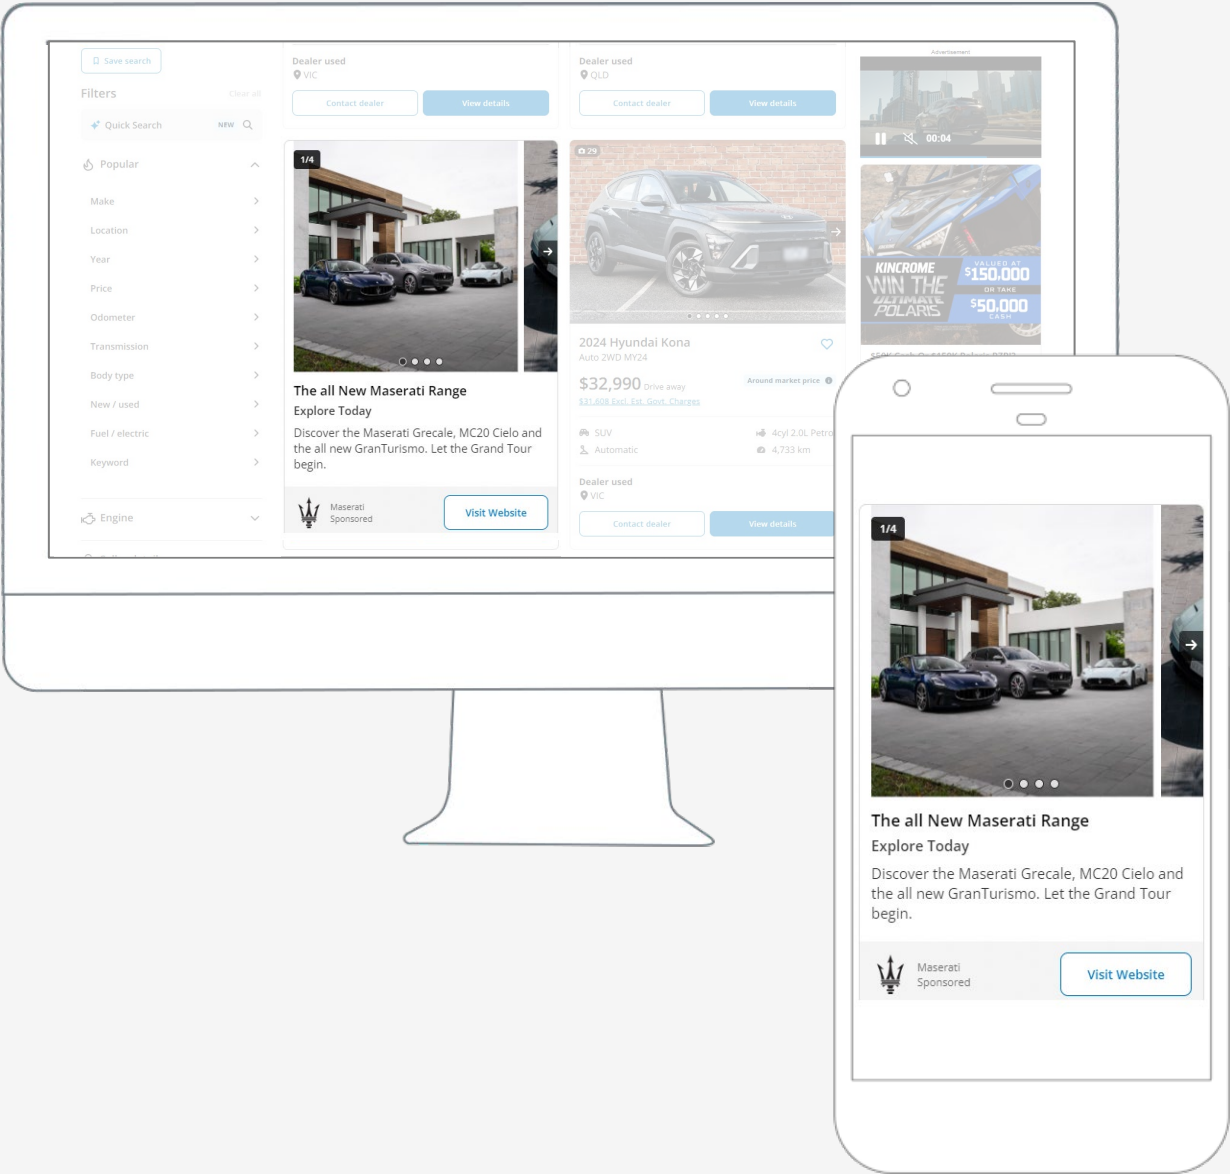 Save search
Filters
Clear all
Quick Search
NEW
Popular
Make
Location
Year
Price
Odometer
Transmission
Body type
New / used
Fuel / electric
Keyword
Engine
Dealer used
VIC
Contact dealer
View details
1/4
The all New Maserati Range
Explore Today
Discover the Maserati Grecale, MC20 Cielo and
the all new GranTurismo. Let the Grand Tour
begin.
Maserati
Sponsored
Visit Website
Dealer used
QLD
Contact dealer
View details
29
2024 Hyundai Kona
Auto 2WD MY24
$32,990 Drive away
Around market price
$31,608 Excl. Est. Govt. Charges
SUV
4cyl 2.0L Petro
Automatic
4,733 km
Dealer used
VIC
Contact dealer
View details
Advertisement
00:04
KINCROME
WIN THE
ULTIMATE
POLARIS
VALUED AT
$150,000
OR TAKE
$50,000
CASH
1/4
The all New Maserati Range
Explore Today
Discover the Maserati Grecale, MC20 Cielo and
the all new GranTurismo. Let the Grand Tour
begin.
Maserati
Sponsored
Visit Website